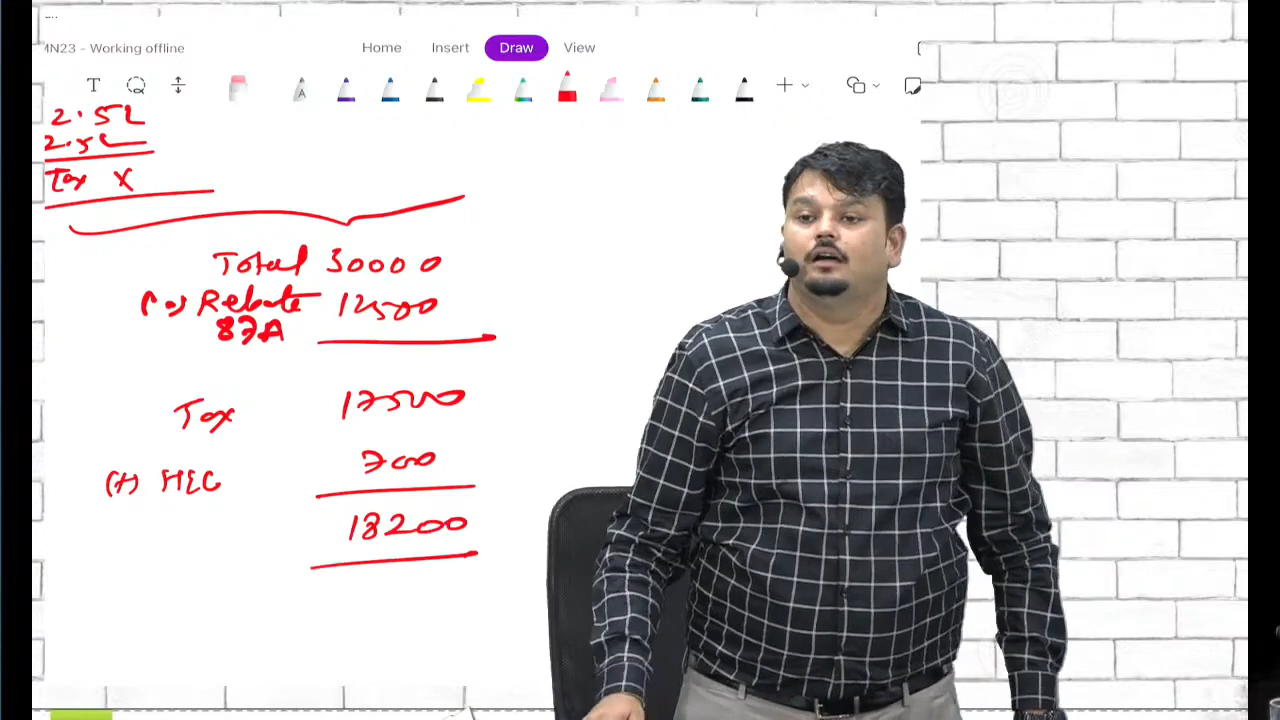 MN23 - Working offline
Home Insert Draw View
T
A
2.5L
2.5L
Tax X
Total 30000
Rebate 12500
87A
Tax 17500
(+) HEC 700
18200